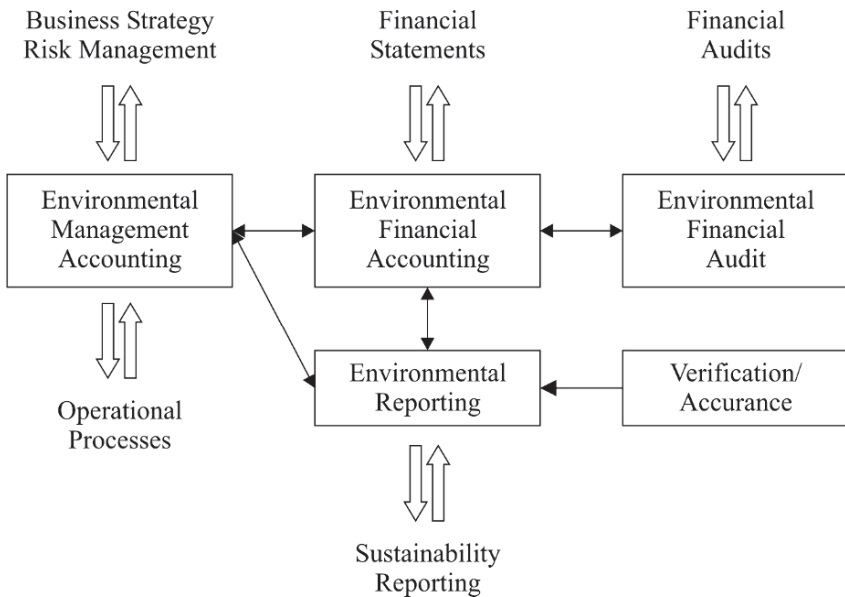 Business Strategy
Risk Management
Financial
Statements
Financial
Audits
Environmental
Management
Accounting
Environmental
Financial
Accounting
Environmental
Financial
Audit
Operational
Processes
Environmental
Reporting
Verification/
Accurance
Sustainability
Reporting